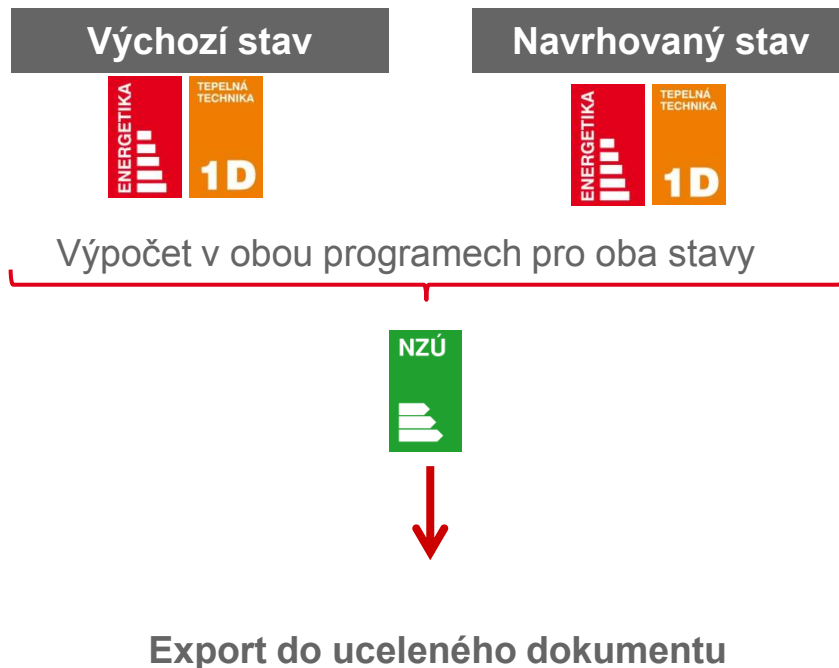 Výchozí stav
Navrhovaný stav
ENERGETIKA
TEPELNÁ
TECHNIKA
1D
ENERGETIKA
TEPELNÁ
TECHNIKA
1D
Výpočet v obou programech pro oba stavy
NZÚ
Export do uceleného dokumentu